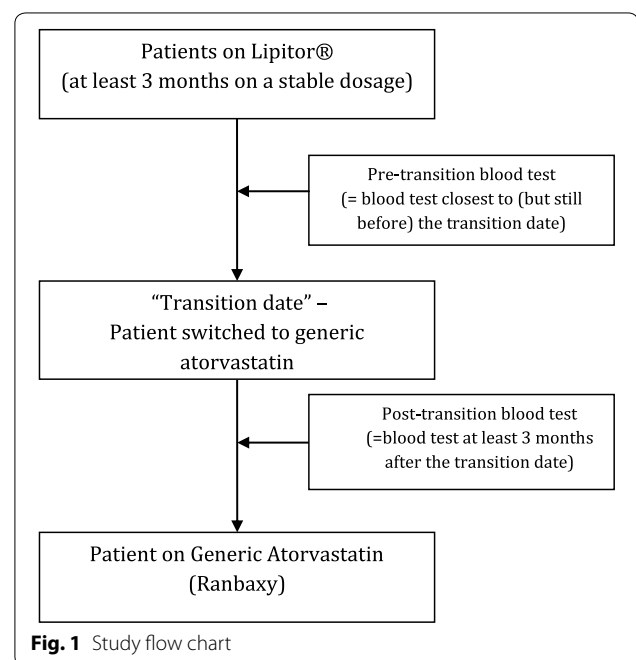 Patients on Lipitor®
(at least 3 months on a stable dosage)
Pre-transition blood test
(= blood test closest to (but still
before) the transition date)
“Transition date” –
Patient switched to generic
atorvastatin
Post-transition blood test
(=blood test at least 3 months
after the transition date)
Patient on Generic Atorvastatin
(Ranbaxy)
Fig. 1 Study flow chart